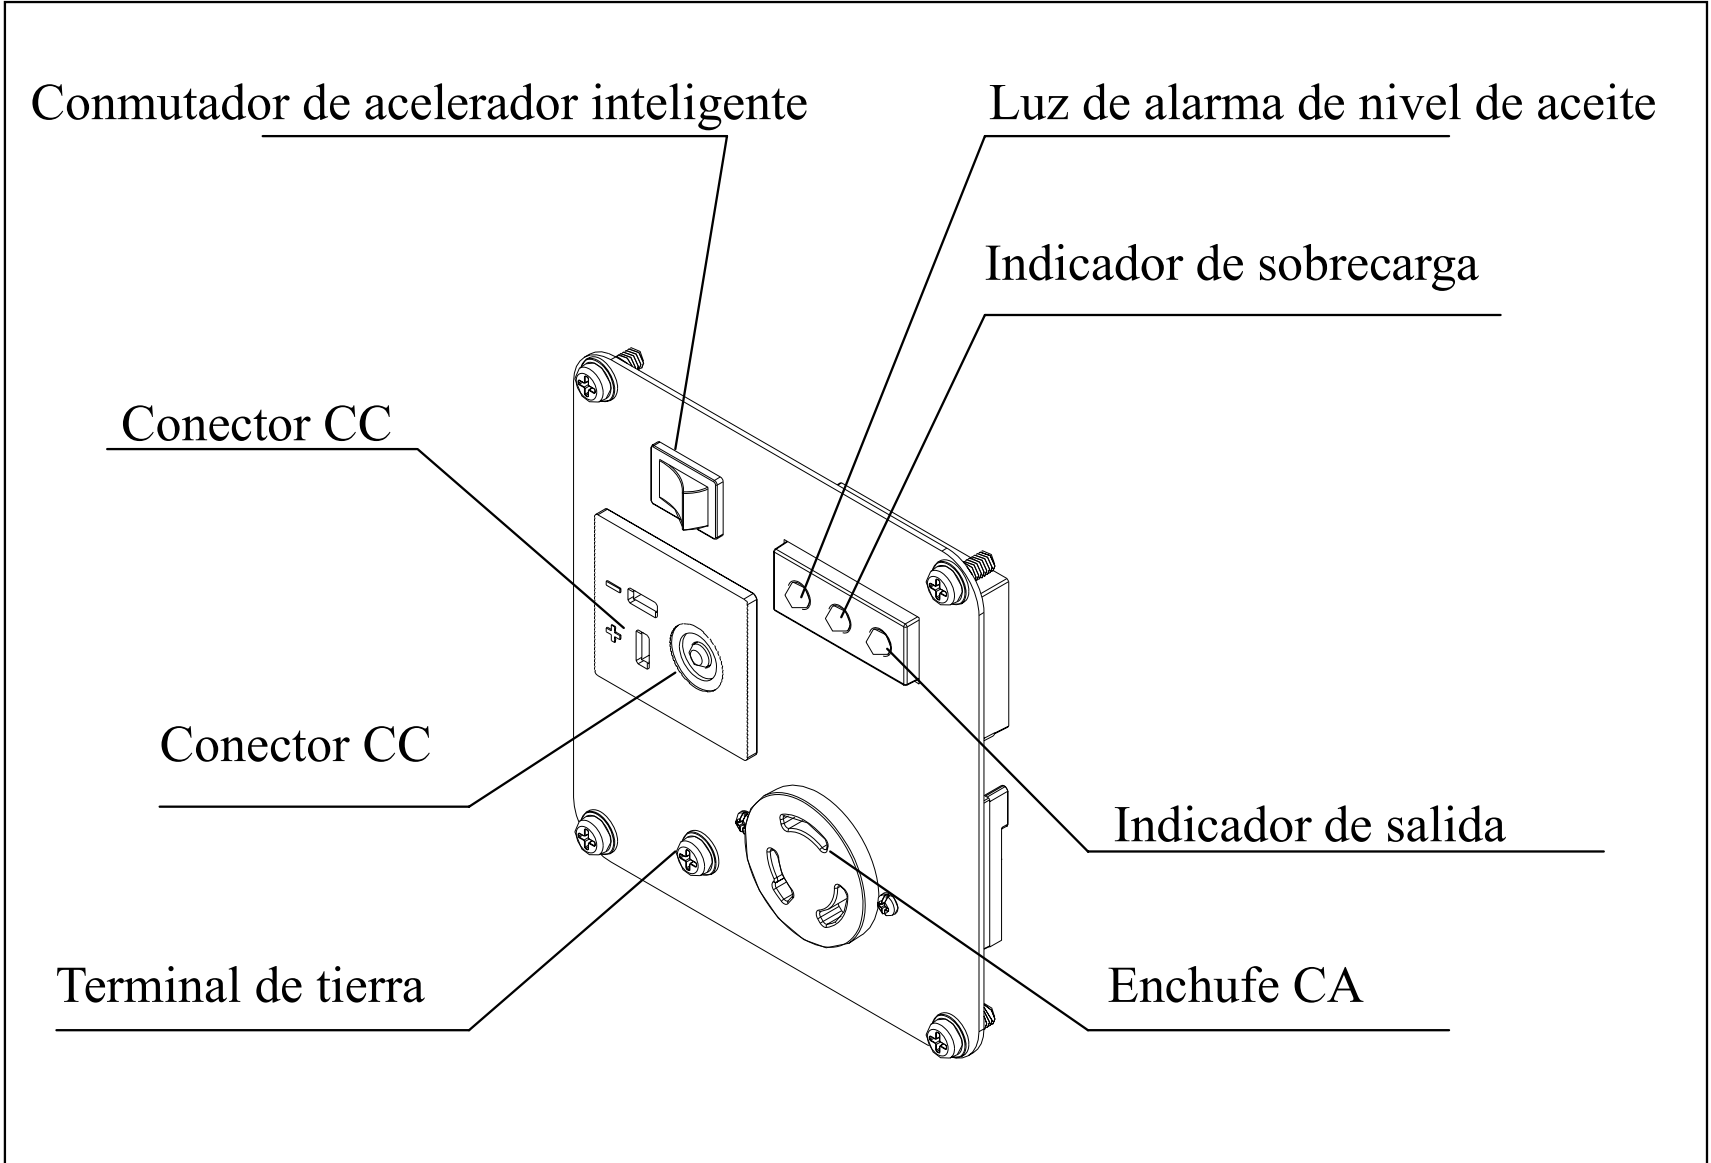 Conmutador de acelerador inteligente
Luz de alarma de nivel de aceite
Indicador de sobrecarga
Conector CC
Conector CC
Indicador de salida
Terminal de tierra
Enchufe CA